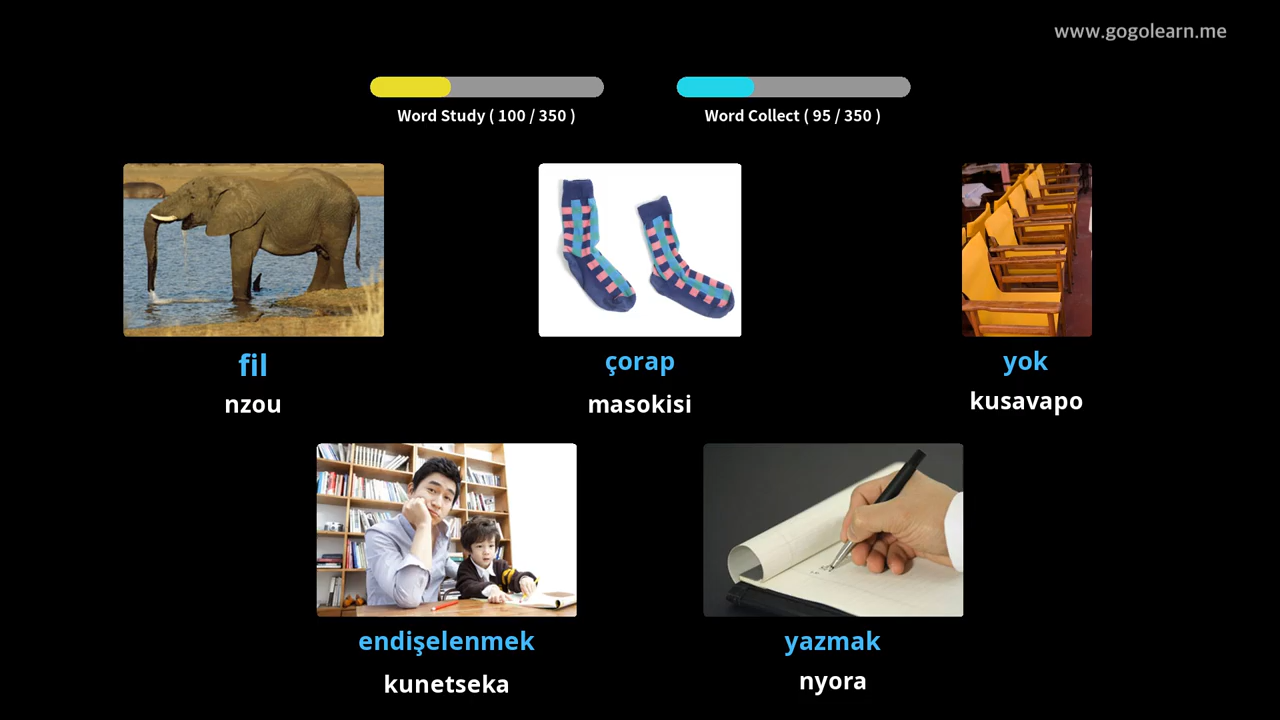 www.gogolearn.me
Word Study ( 100 / 350 )
Word Collect ( 95 / 350 )
fil
nzou
çorap
masokisi
yok
kusavapo
endişelenmek
kunetseka
yazmak
nyora